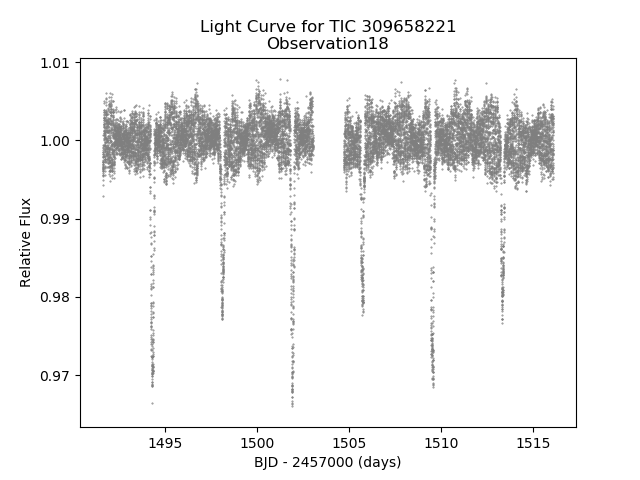 Light Curve for TIC 309658221
Observation18
1.01
1.00
0.99
0.98
0.97
Relative Flux
1495
1500
1505
1510
1515
BJD - 2457000 (days)